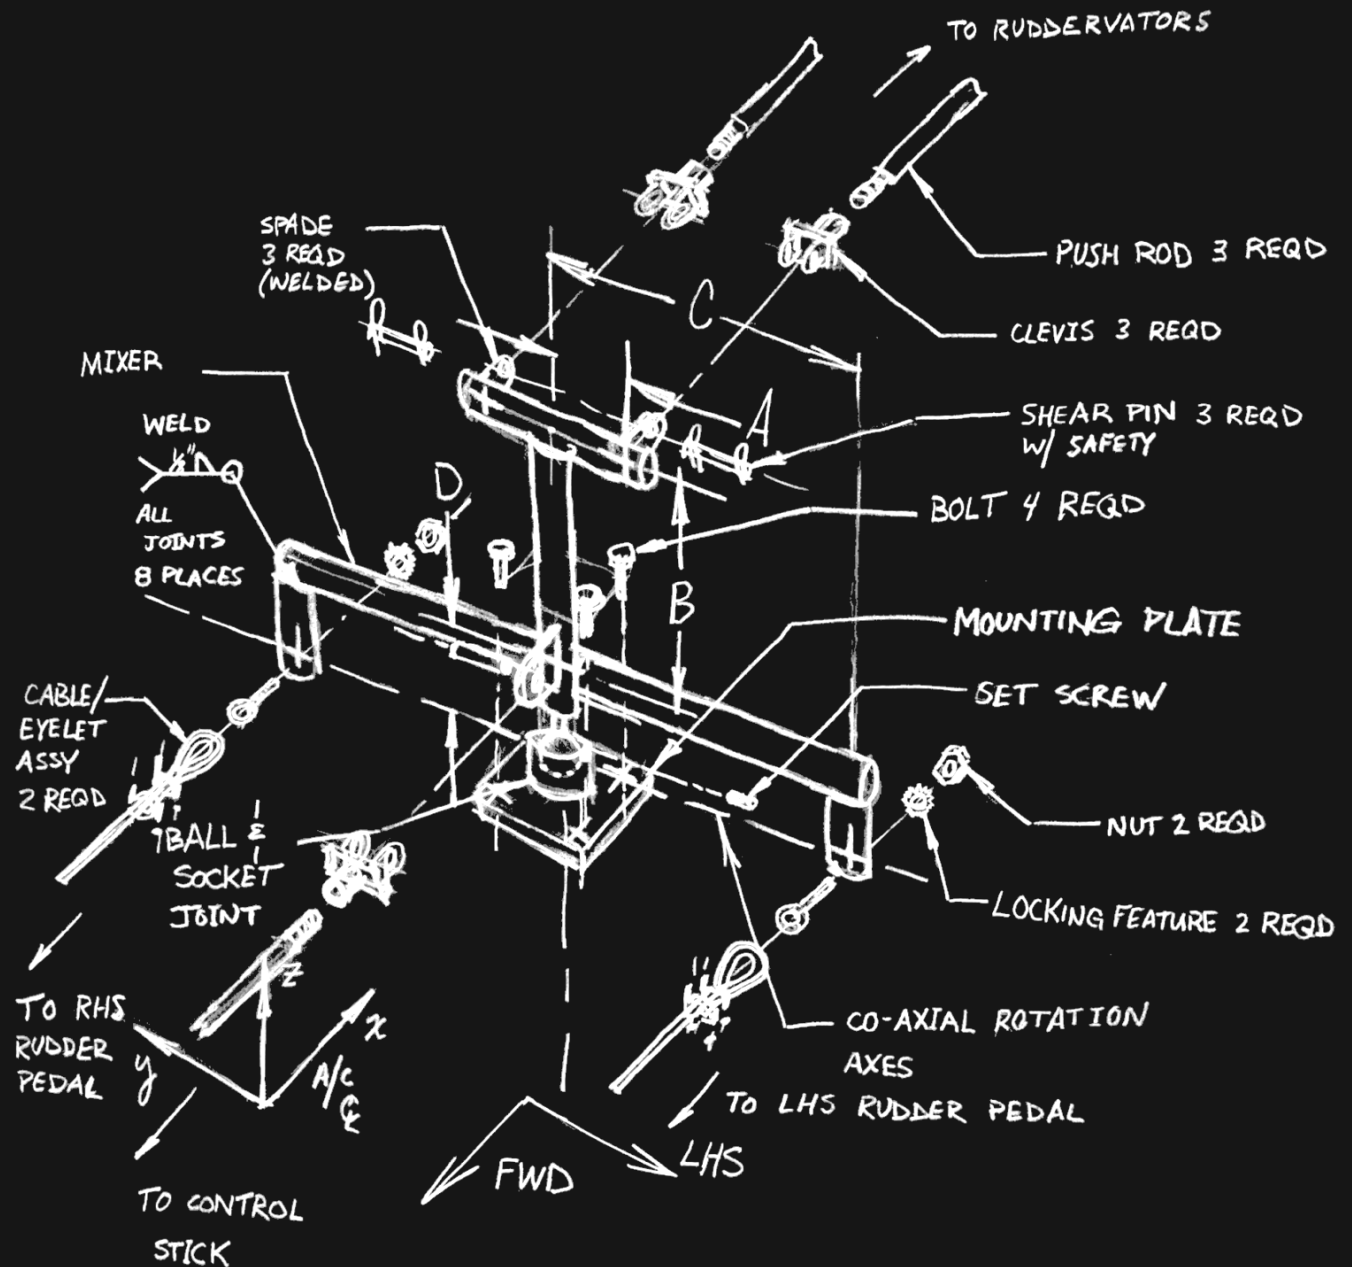 TO RUDDERVATORS
SPADE
3 REQD
(WELDED)
PUSH ROD 3 REQD
C
CLEVIS 3 REQD
MIXER
A
SHEAR PIN 3 REQD
W/ SAFETY
WELD
⅛"
D
BOLT 4 REQD
ALL
JOINTS
8 PLACES
B
MOUNTING PLATE
SET SCREW
CABLE/
EYELET
ASSY
2 REQD
NUT 2 REQD
BALL &
SOCKET
JOINT
LOCKING FEATURE 2 REQD
Z
X
TO RHS
RUDDER
PEDAL
y
A/C
℄
CO-AXIAL ROTATION
AXES
TO LHS RUDDER PEDAL
FWD
LHS
TO CONTROL
STICK